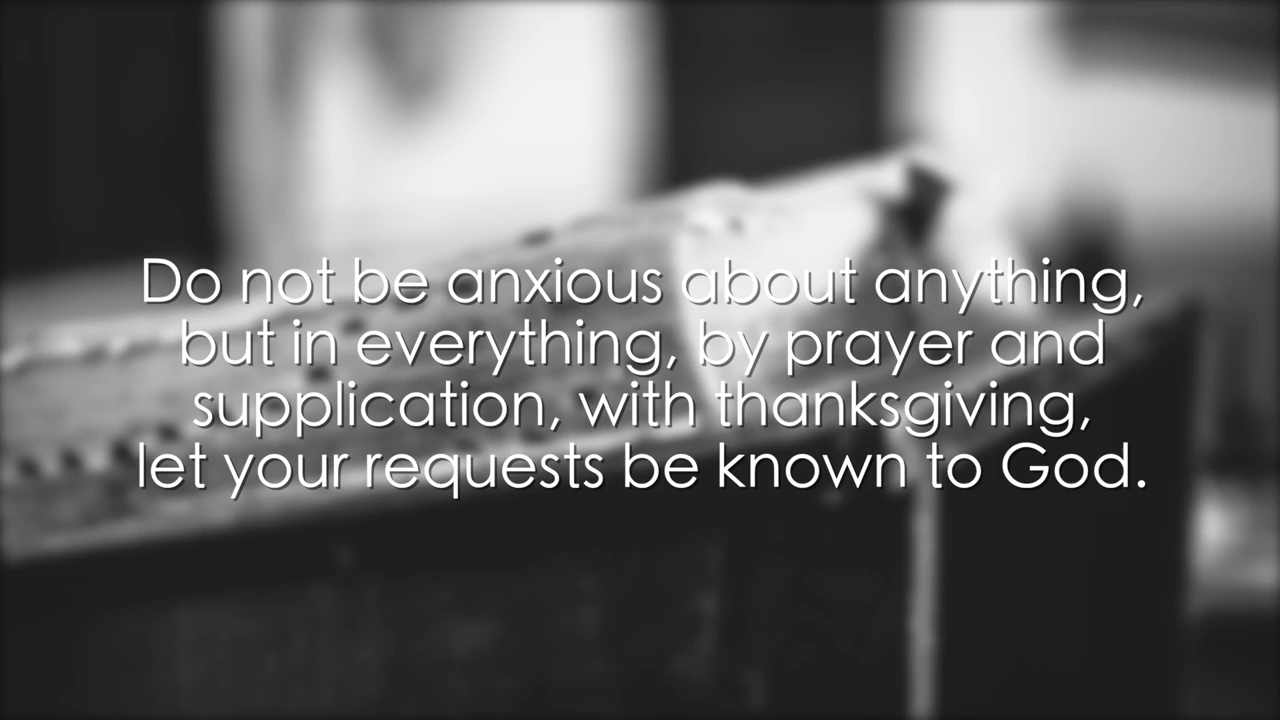 Do not be anxious about anything,
but in everything, by prayer and
supplication, with thanksgiving,
let your requests be known to God.